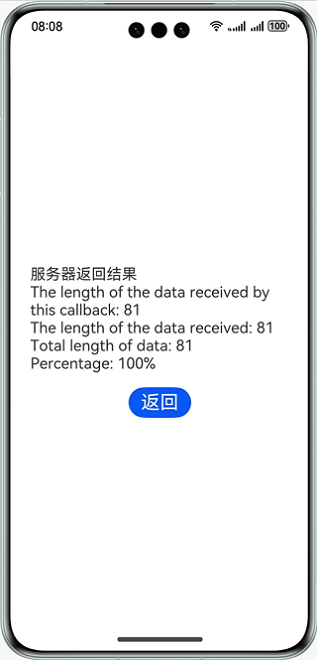 08:08
100
服务器返回结果
The length of the data received by
this callback: 81
The length of the data received: 81
Total length of data: 81
Percentage: 100%
返回